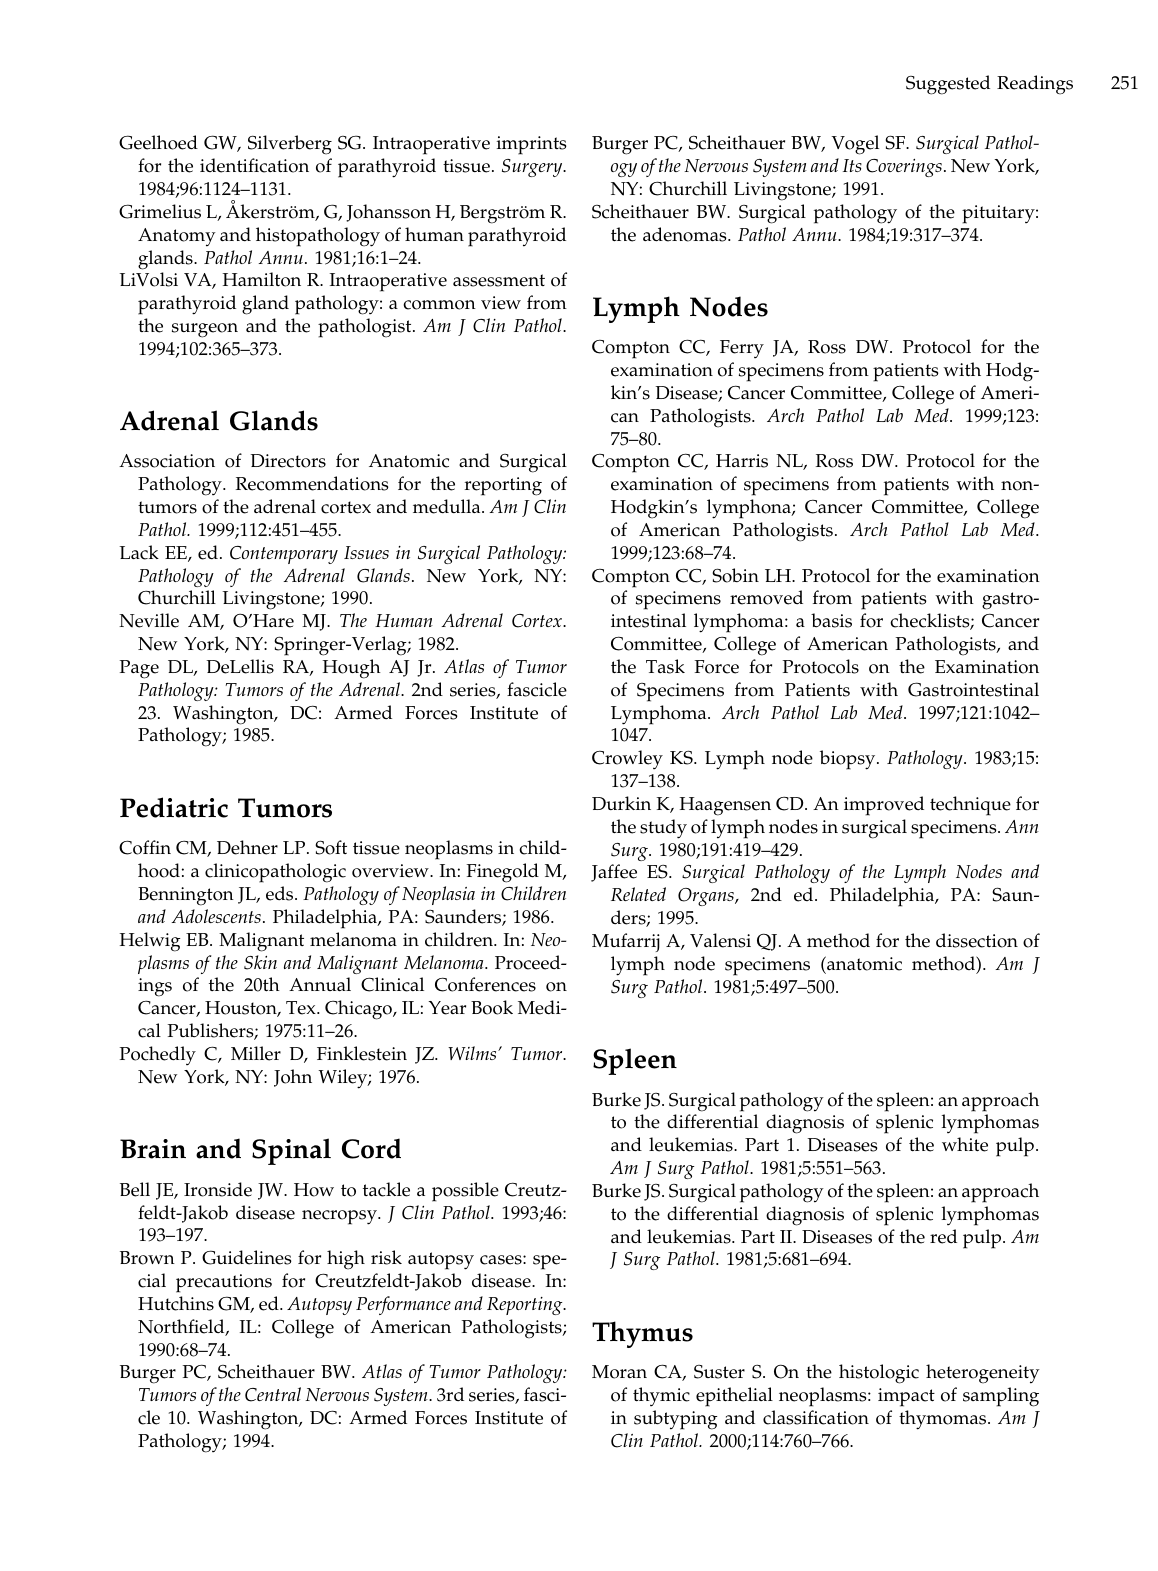 Suggested Readings 251
Geelhoed GW, Silverberg SG. Intraoperative imprints
for the identification of parathyroid tissue. Surgery.
1984;96:1124–1131.
Grimelius L, Åkerström, G, Johansson H, Bergström R.
Anatomy and histopathology of human parathyroid
glands. Pathol Annu. 1981;16:1–24.
LiVolsi VA, Hamilton R. Intraoperative assessment of
parathyroid gland pathology: a common view from
the surgeon and the pathologist. Am J Clin Pathol.
1994;102:365–373.
Adrenal Glands
Association of Directors for Anatomic and Surgical
Pathology. Recommendations for the reporting of
tumors of the adrenal cortex and medulla. Am J Clin
Pathol. 1999;112:451–455.
Lack EE, ed. Contemporary Issues in Surgical Pathology:
Pathology of the Adrenal Glands. New York, NY:
Churchill Livingstone; 1990.
Neville AM, O’Hare MJ. The Human Adrenal Cortex.
New York, NY: Springer-Verlag; 1982.
Page DL, DeLellis RA, Hough AJ Jr. Atlas of Tumor
Pathology: Tumors of the Adrenal. 2nd series, fascicle
23. Washington, DC: Armed Forces Institute of
Pathology; 1985.
Pediatric Tumors
Coffin CM, Dehner LP. Soft tissue neoplasms in child-
hood: a clinicopathologic overview. In: Finegold M,
Bennington JL, eds. Pathology of Neoplasia in Children
and Adolescents. Philadelphia, PA: Saunders; 1986.
Helwig EB. Malignant melanoma in children. In: Neo-
plasms of the Skin and Malignant Melanoma. Proceed-
ings of the 20th Annual Clinical Conferences on
Cancer, Houston, Tex. Chicago, IL: Year Book Medi-
cal Publishers; 1975:11–26.
Pochedly C, Miller D, Finklestein JZ. Wilms’ Tumor.
New York, NY: John Wiley; 1976.
Brain and Spinal Cord
Bell JE, Ironside JW. How to tackle a possible Creutz-
feldt-Jakob disease necropsy. J Clin Pathol. 1993;46:
193–197.
Brown P. Guidelines for high risk autopsy cases: spe-
cial precautions for Creutzfeldt-Jakob disease. In:
Hutchins GM, ed. Autopsy Performance and Reporting.
Northfield, IL: College of American Pathologists;
1990:68–74.
Burger PC, Scheithauer BW. Atlas of Tumor Pathology:
Tumors of the Central Nervous System. 3rd series, fasci-
cle 10. Washington, DC: Armed Forces Institute of
Pathology; 1994.
Burger PC, Scheithauer BW, Vogel SF. Surgical Pathol-
ogy of the Nervous System and Its Coverings. New York,
NY: Churchill Livingstone; 1991.
Scheithauer BW. Surgical pathology of the pituitary:
the adenomas. Pathol Annu. 1984;19:317–374.
Lymph Nodes
Compton CC, Ferry JA, Ross DW. Protocol for the
examination of specimens from patients with Hodg-
kin’s Disease; Cancer Committee, College of Ameri-
can Pathologists. Arch Pathol Lab Med. 1999;123:
75–80.
Compton CC, Harris NL, Ross DW. Protocol for the
examination of specimens from patients with non-
Hodgkin’s lymphona; Cancer Committee, College
of American Pathologists. Arch Pathol Lab Med.
1999;123:68–74.
Compton CC, Sobin LH. Protocol for the examination
of specimens removed from patients with gastro-
intestinal lymphoma: a basis for checklists; Cancer
Committee, College of American Pathologists, and
the Task Force for Protocols on the Examination
of Specimens from Patients with Gastrointestinal
Lymphoma. Arch Pathol Lab Med. 1997;121:1042–
1047.
Crowley KS. Lymph node biopsy. Pathology. 1983;15:
137–138.
Durkin K, Haagensen CD. An improved technique for
the study of lymph nodes in surgical specimens. Ann
Surg. 1980;191:419–429.
Jaffee ES. Surgical Pathology of the Lymph Nodes and
Related Organs, 2nd ed. Philadelphia, PA: Saun-
ders; 1995.
Mufarrij A, Valensi QJ. A method for the dissection of
lymph node specimens (anatomic method). Am J
Surg Pathol. 1981;5:497–500.
Spleen
Burke JS. Surgical pathology of the spleen: an approach
to the differential diagnosis of splenic lymphomas
and leukemias. Part 1. Diseases of the white pulp.
Am J Surg Pathol. 1981;5:551–563.
Burke JS. Surgical pathology of the spleen: an approach
to the differential diagnosis of splenic lymphomas
and leukemias. Part II. Diseases of the red pulp. Am
J Surg Pathol. 1981;5:681–694.
Thymus
Moran CA, Suster S. On the histologic heterogeneity
of thymic epithelial neoplasms: impact of sampling
in subtyping and classification of thymomas. Am J
Clin Pathol. 2000;114:760–766.